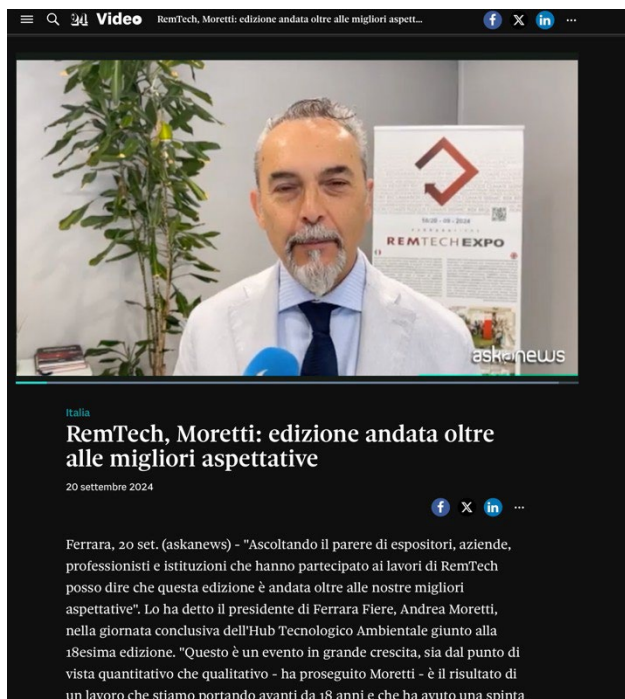 24 Video RemTech, Moretti: edizione andata oltre alle migliori aspett...
2024
REMTECHEXPO
askanews
Italia
RemTech, Moretti: edizione andata oltre
alle migliori aspettative
20 settembre 2024
Ferrara, 20 set. (askanews) - "Ascoltando il parere di espositori, aziende,
professionisti e istituzioni che hanno partecipato ai lavori di RemTech
posso dire che questa edizione è andata oltre alle nostre migliori
aspettative". Lo ha detto il presidente di Ferrara Fiere, Andrea Moretti,
nella giornata conclusiva dell'Hub Tecnologico Ambientale giunto alla
18esima edizione. "Questo è un evento in grande crescita, sia dal punto di
vista quantitativo che qualitativo - ha proseguito Moretti - è il risultato di
un lavoro che stiamo portando avanti da 18 anni e che ha avuto una spinta